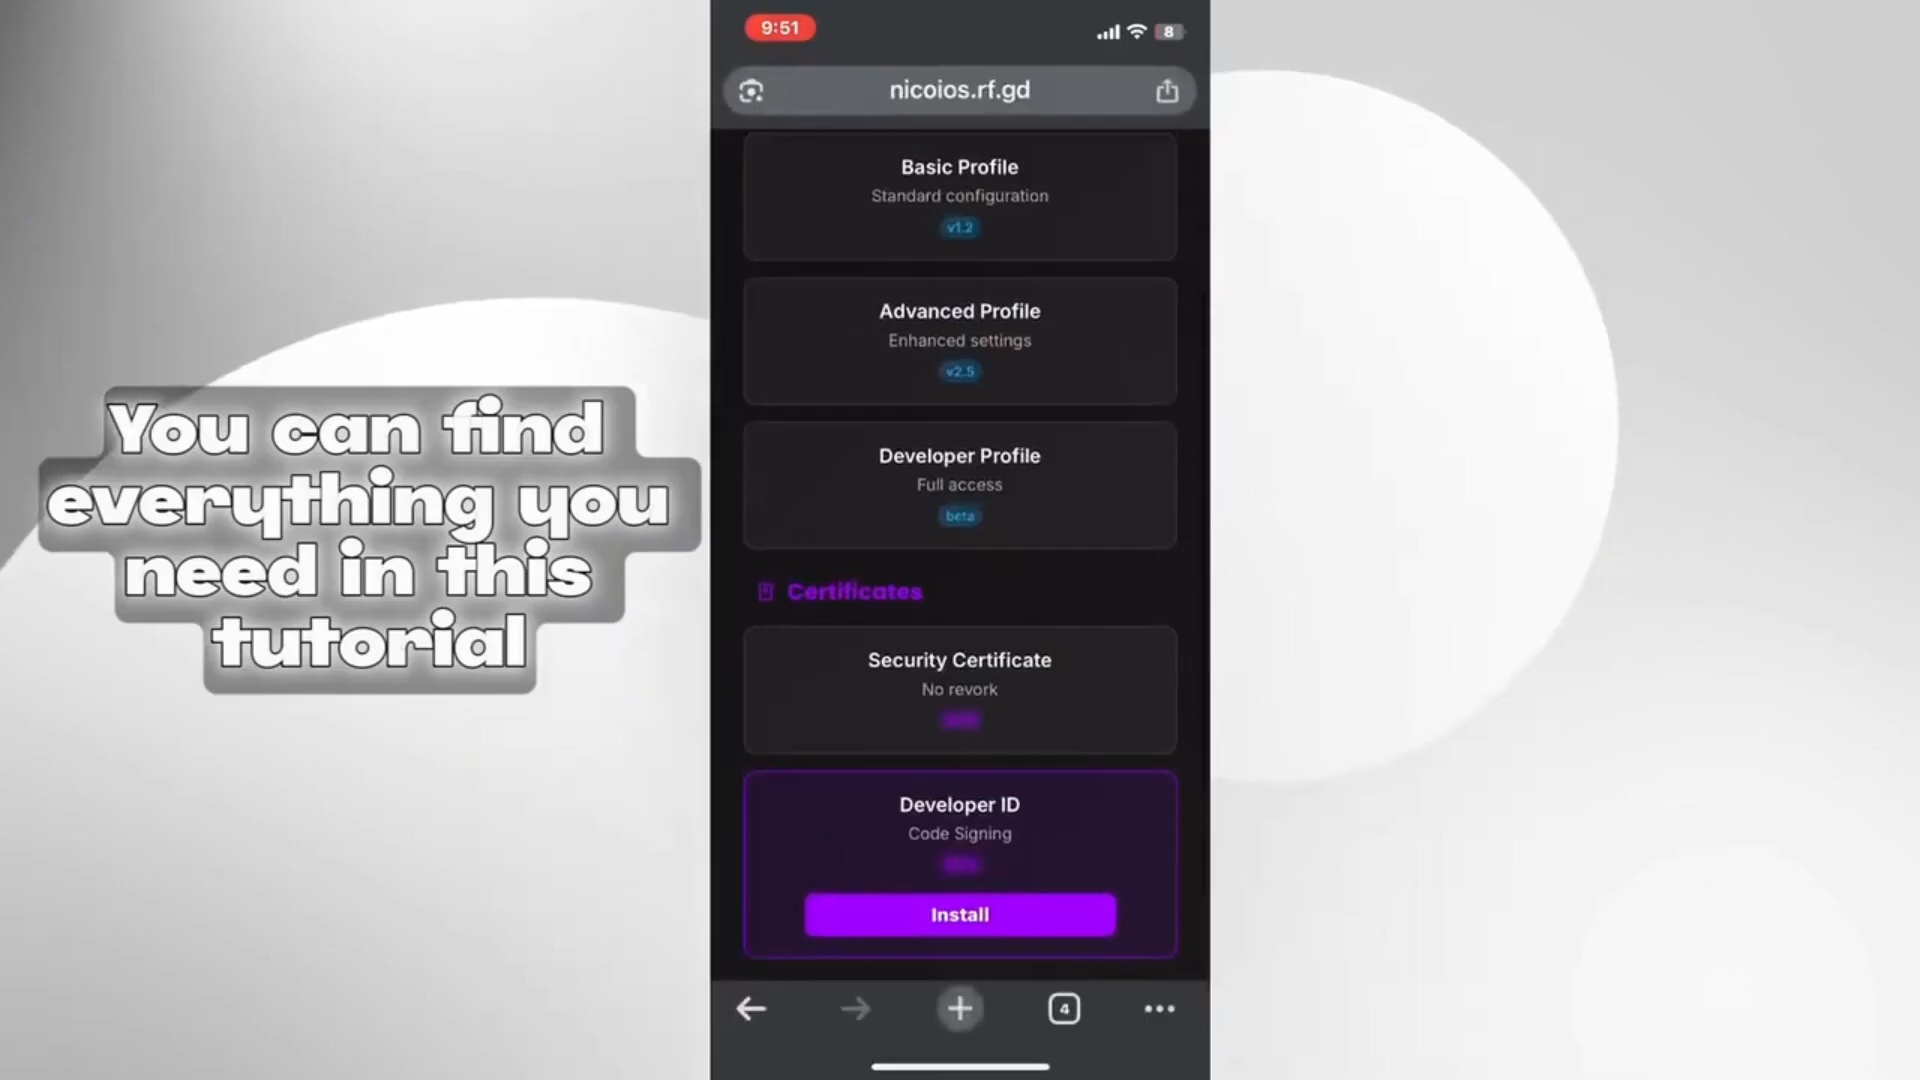 You can find
everything you
need in this
tutorial
9:51
8
nicoios.rf.gd
Basic Profile
Standard configuration
v1.2
Advanced Profile
Enhanced settings
v2.5
Developer Profile
Full access
beta
Certificates
Security Certificate
No revork
Developer ID
Code Signing
Install
4